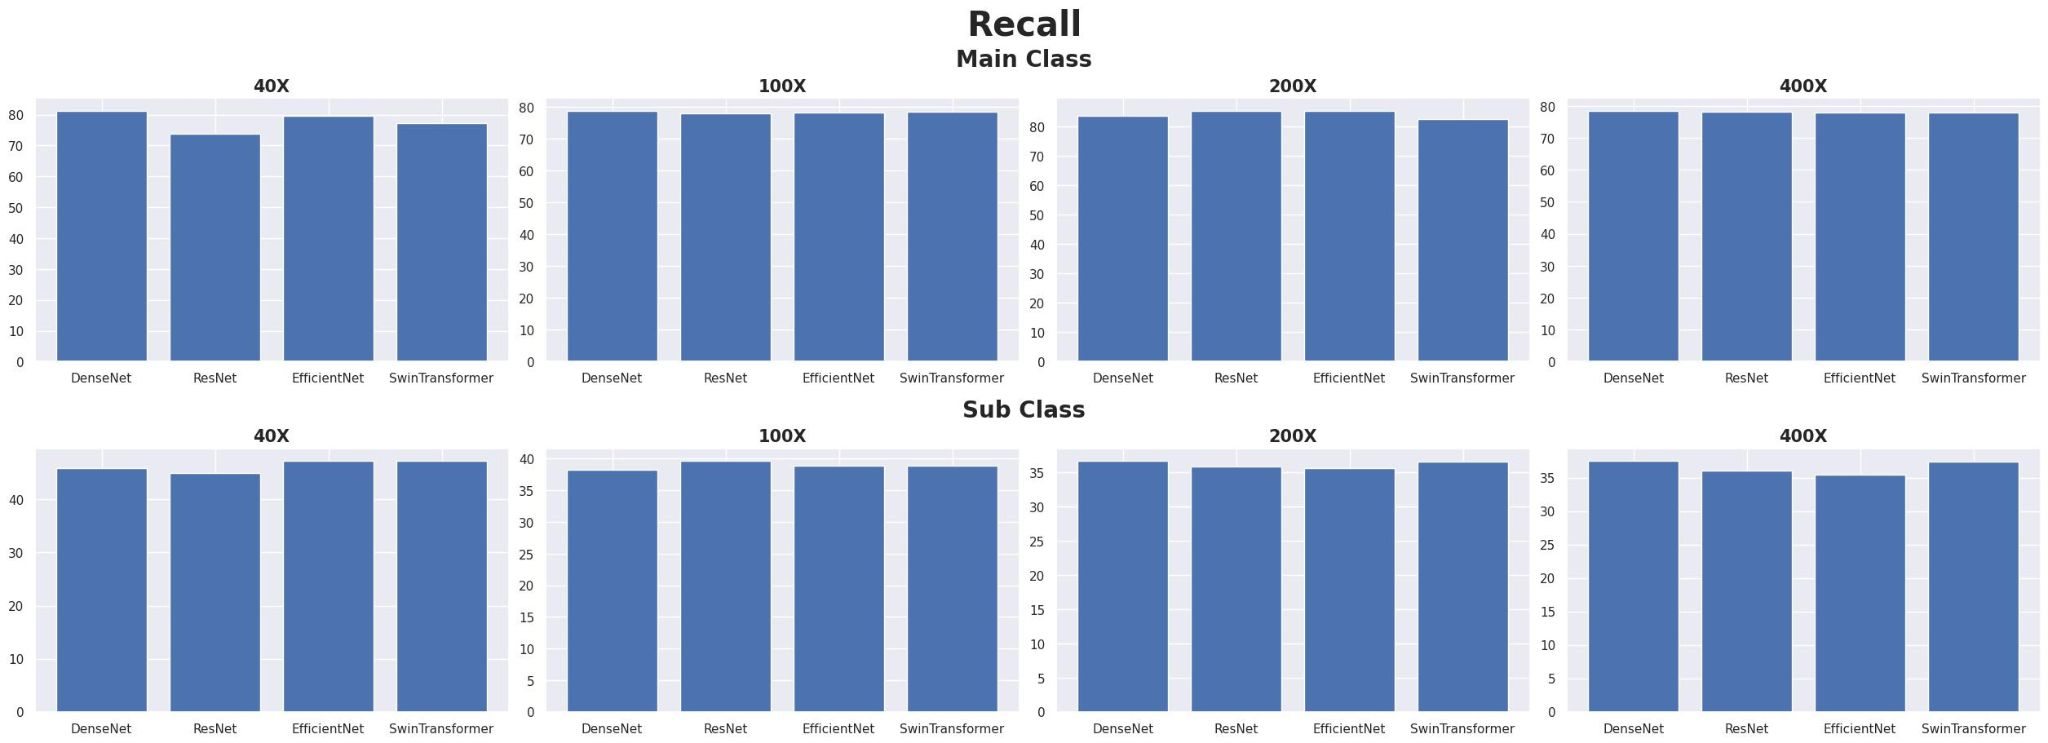 Recall
Main Class
40X
100X
200X
400X
80
70
60
50
40
30
20
10
0
DenseNet
ResNet
EfficientNet
SwinTransformer
80
70
60
50
40
30
20
10
0
DenseNet
ResNet
EfficientNet
SwinTransformer
80
70
60
50
40
30
20
10
0
DenseNet
ResNet
EfficientNet
SwinTransformer
80
70
60
50
40
30
20
10
0
DenseNet
ResNet
EfficientNet
SwinTransformer
Sub Class
40X
100X
200X
400X
40
30
20
10
0
DenseNet
ResNet
EfficientNet
SwinTransformer
40
35
30
25
20
15
10
5
0
DenseNet
ResNet
EfficientNet
SwinTransformer
35
30
25
20
15
10
5
0
DenseNet
ResNet
EfficientNet
SwinTransformer
35
30
25
20
15
10
5
0
DenseNet
ResNet
EfficientNet
SwinTransformer